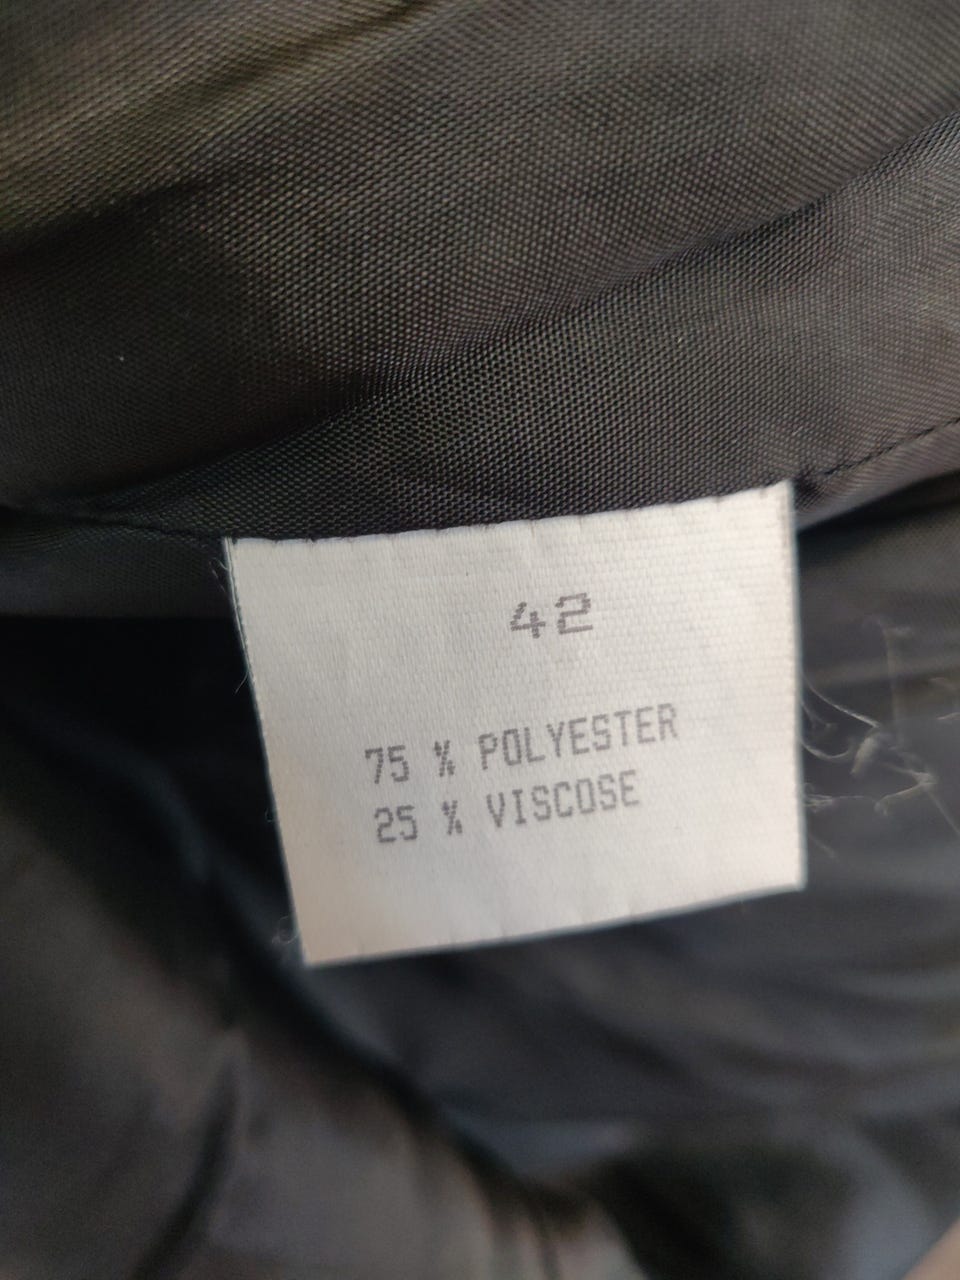 42
75 % POLYESTER
25 % VISCOSE